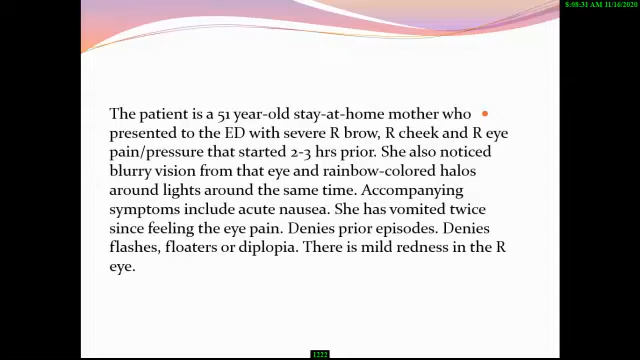 8:08:31 AM 11/16/2020
The patient is a 51 year-old stay-at-home mother who •
presented to the ED with severe R brow, R cheek and R eye
pain/pressure that started 2-3 hrs prior. She also noticed
blurry vision from that eye and rainbow-colored halos
around lights around the same time. Accompanying
symptoms include acute nausea. She has vomited twice
since feeling the eye pain. Denies prior episodes. Denies
flashes, floaters or diplopia. There is mild redness in the R
eye.
1222